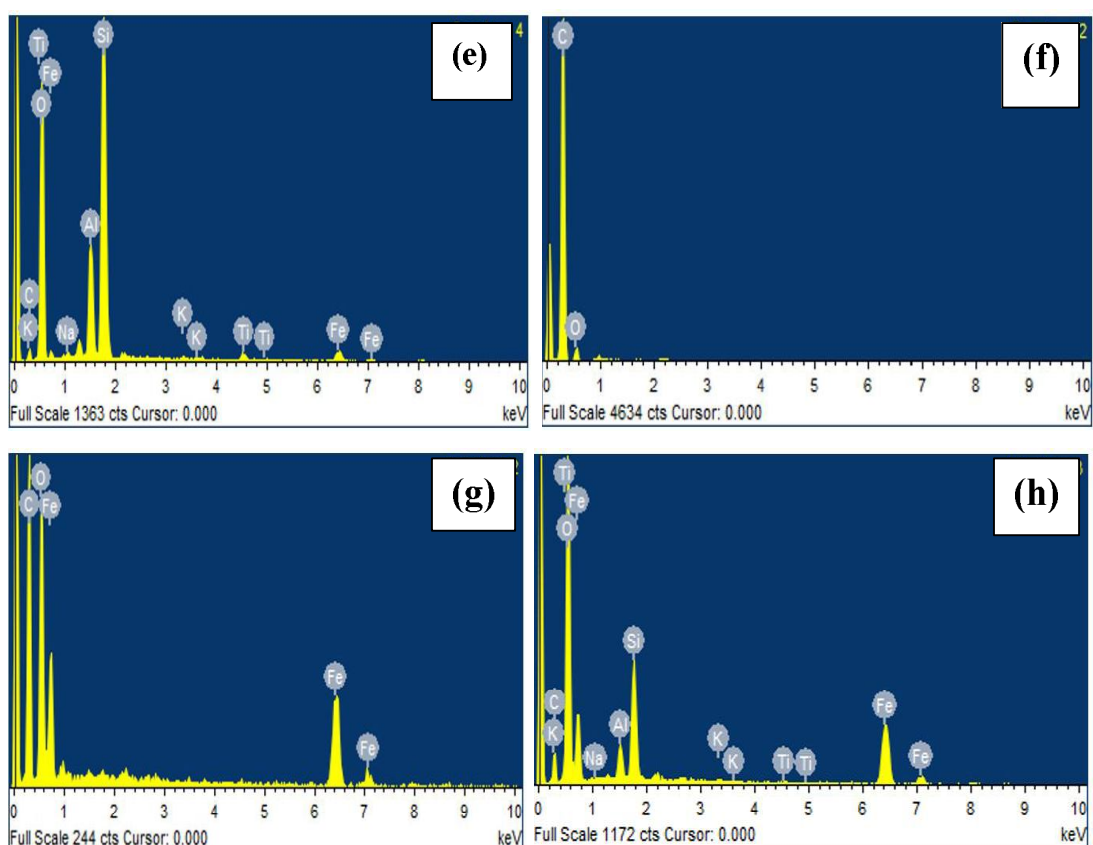 (e)
4
Ti
Si
Fe
O
Al
C
K
Na
K
K
Ti
Ti
Fe
Fe
0 1 2 3 4 5 6 7 8 9 10
Full Scale 1363 cts Cursor: 0.000 keV
(f)
2
C
O
0 1 2 3 4 5 6 7 8 9 10
Full Scale 4634 cts Cursor: 0.000 keV
(g)
O
C
Fe
Fe
Fe
0 1 2 3 4 5 6 7 8 9 10
Full Scale 244 cts Cursor: 0.000 keV
(h)
Ti
Fe
O
Si
C
K
Al
Na
K
K
Ti
Ti
Fe
Fe
0 1 2 3 4 5 6 7 8 9 10
Full Scale 1172 cts Cursor: 0.000 keV